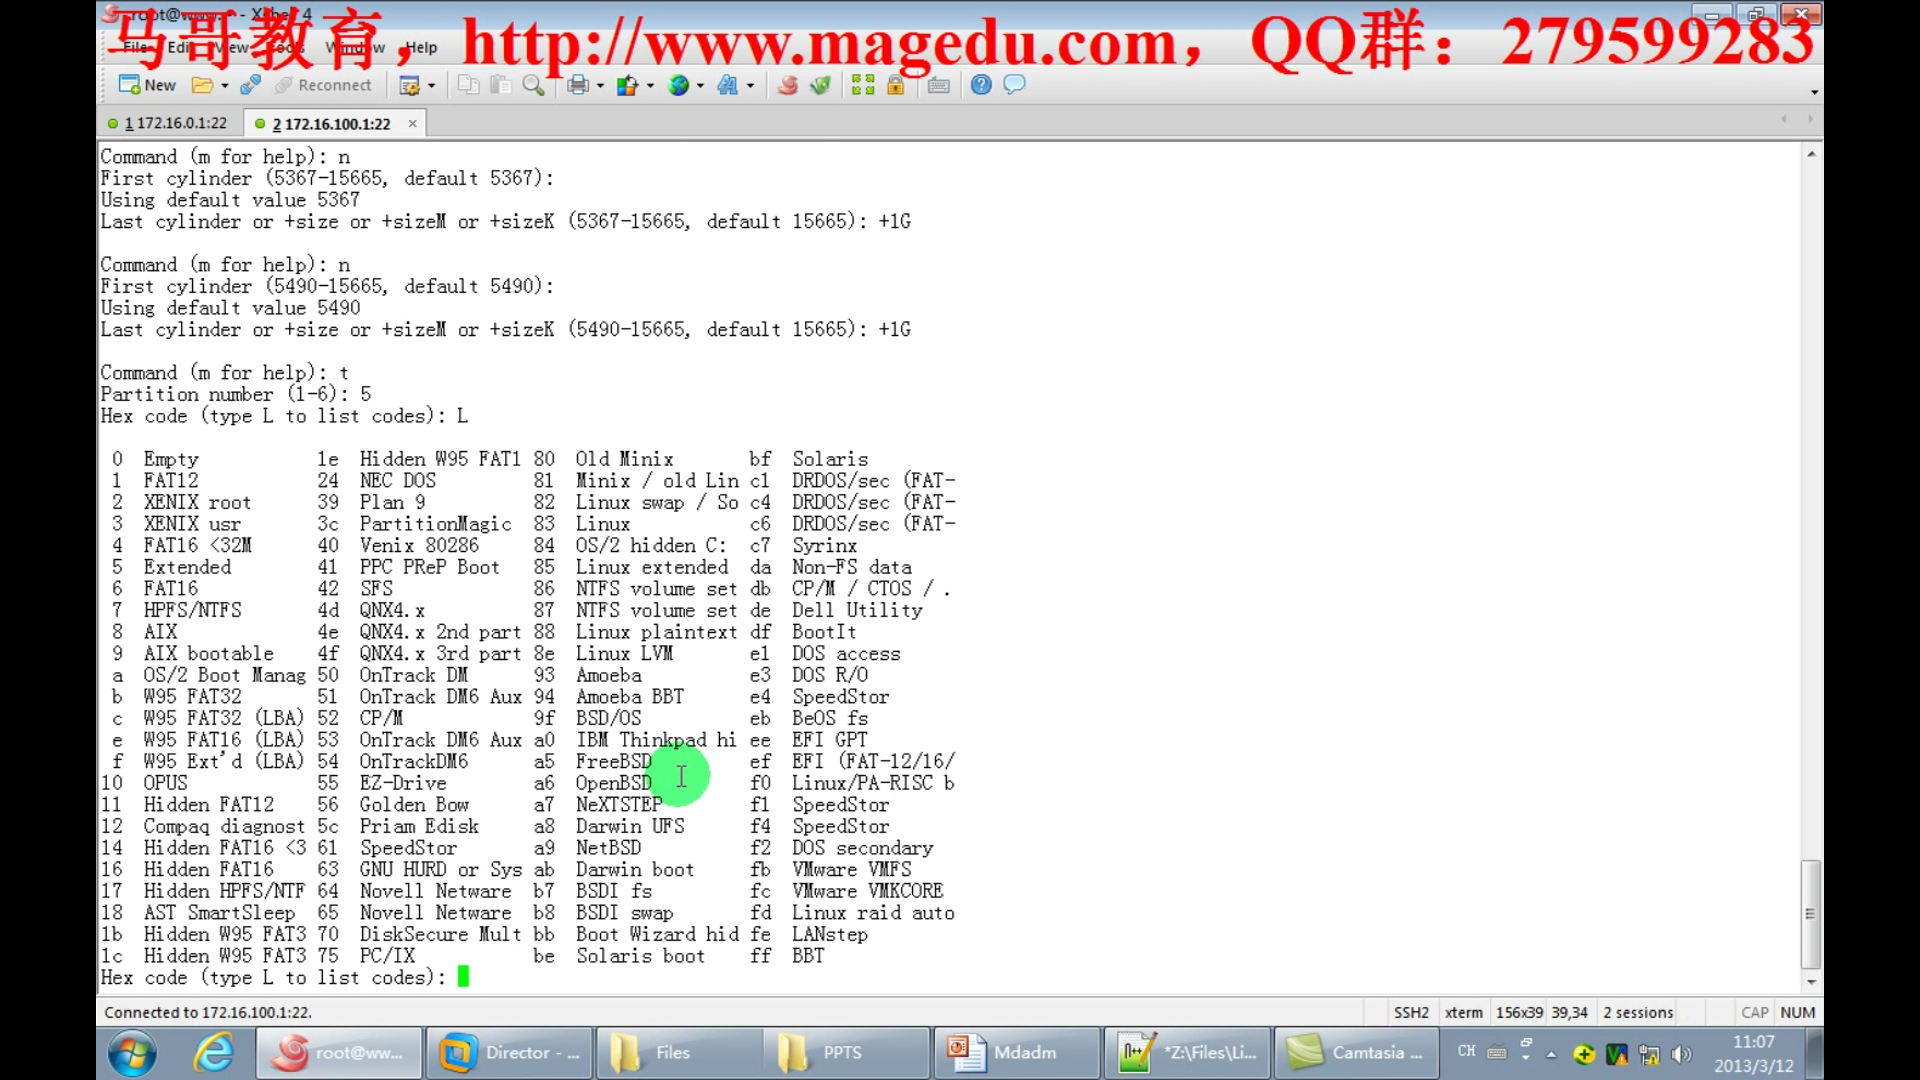 root@www:~ - Xshell 4
马哥教育，http://www.magedu.com，QQ群：279599283
File Edit View Tools Window Help
New Reconnect
1 172.16.0.1:22 2 172.16.100.1:22
Command (m for help): n
First cylinder (5367-15665, default 5367):
Using default value 5367
Last cylinder or +size or +sizeM or +sizeK (5367-15665, default 15665): +1G
Command (m for help): n
First cylinder (5490-15665, default 5490):
Using default value 5490
Last cylinder or +size or +sizeM or +sizeK (5490-15665, default 15665): +1G
Command (m for help): t
Partition number (1-6): 5
Hex code (type L to list codes): L
0 Empty 1e Hidden W95 FAT1 80 Old Minix bf Solaris
1 FAT12 24 NEC DOS 81 Minix / old Lin c1 DRDOS/sec (FAT-
2 XENIX root 39 Plan 9 82 Linux swap / So c4 DRDOS/sec (FAT-
3 XENIX usr 3c PartitionMagic 83 Linux c6 DRDOS/sec (FAT-
4 FAT16 <32M 40 Venix 80286 84 OS/2 hidden C: c7 Syrinx
5 Extended 41 PPC PReP Boot 85 Linux extended da Non-FS data
6 FAT16 42 SFS 86 NTFS volume set db CP/M / CTOS / .
7 HPFS/NTFS 4d QNX4.x 87 NTFS volume set de Dell Utility
8 AIX 4e QNX4.x 2nd part 88 Linux plaintext df BootIt
9 AIX bootable 4f QNX4.x 3rd part 8e Linux LVM e1 DOS access
a OS/2 Boot Manag 50 OnTrack DM 93 Amoeba e3 DOS R/O
b W95 FAT32 51 OnTrack DM6 Aux 94 Amoeba BBT e4 SpeedStor
c W95 FAT32 (LBA) 52 CP/M 9f BSD/OS eb BeOS fs
e W95 FAT16 (LBA) 53 OnTrack DM6 Aux a0 IBM Thinkpad hi ee EFI GPT
f W95 Ext'd (LBA) 54 OnTrackDM6 a5 FreeBSD ef EFI (FAT-12/16/
10 OPUS 55 EZ-Drive a6 OpenBSD f0 Linux/PA-RISC b
11 Hidden FAT12 56 Golden Bow a7 NeXTSTEP f1 SpeedStor
12 Compaq diagnost 5c Priam Edisk a8 Darwin UFS f4 SpeedStor
14 Hidden FAT16 <3 61 SpeedStor a9 NetBSD f2 DOS secondary
16 Hidden FAT16 63 GNU HURD or Sys ab Darwin boot fb VMware VMFS
17 Hidden HPFS/NTF 64 Novell Netware b7 BSDI fs fc VMware VMKCORE
18 AST SmartSleep 65 Novell Netware b8 BSDI swap fd Linux raid auto
1b Hidden W95 FAT3 70 DiskSecure Mult bb Boot Wizard hid fe LANstep
1c Hidden W95 FAT3 75 PC/IX be Solaris boot ff BBT
Hex code (type L to list codes):
Connected to 172.16.100.1:22. SSH2 xterm 156x39 39,34 2 sessions CAP NUM
root@ww... Director - ... Files PPTS Mdadm *Z:\Files\Li... Camtasia ... CH 11:07
2013/3/12